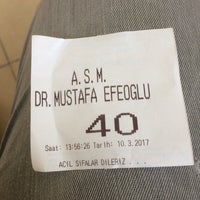 A.S.M.
DR.MUSTAFA EFEOGLU
40
Saat: 13:56:26 Tarih: 10.3.2017
ACIL SIFALAR DILERIZ . . .